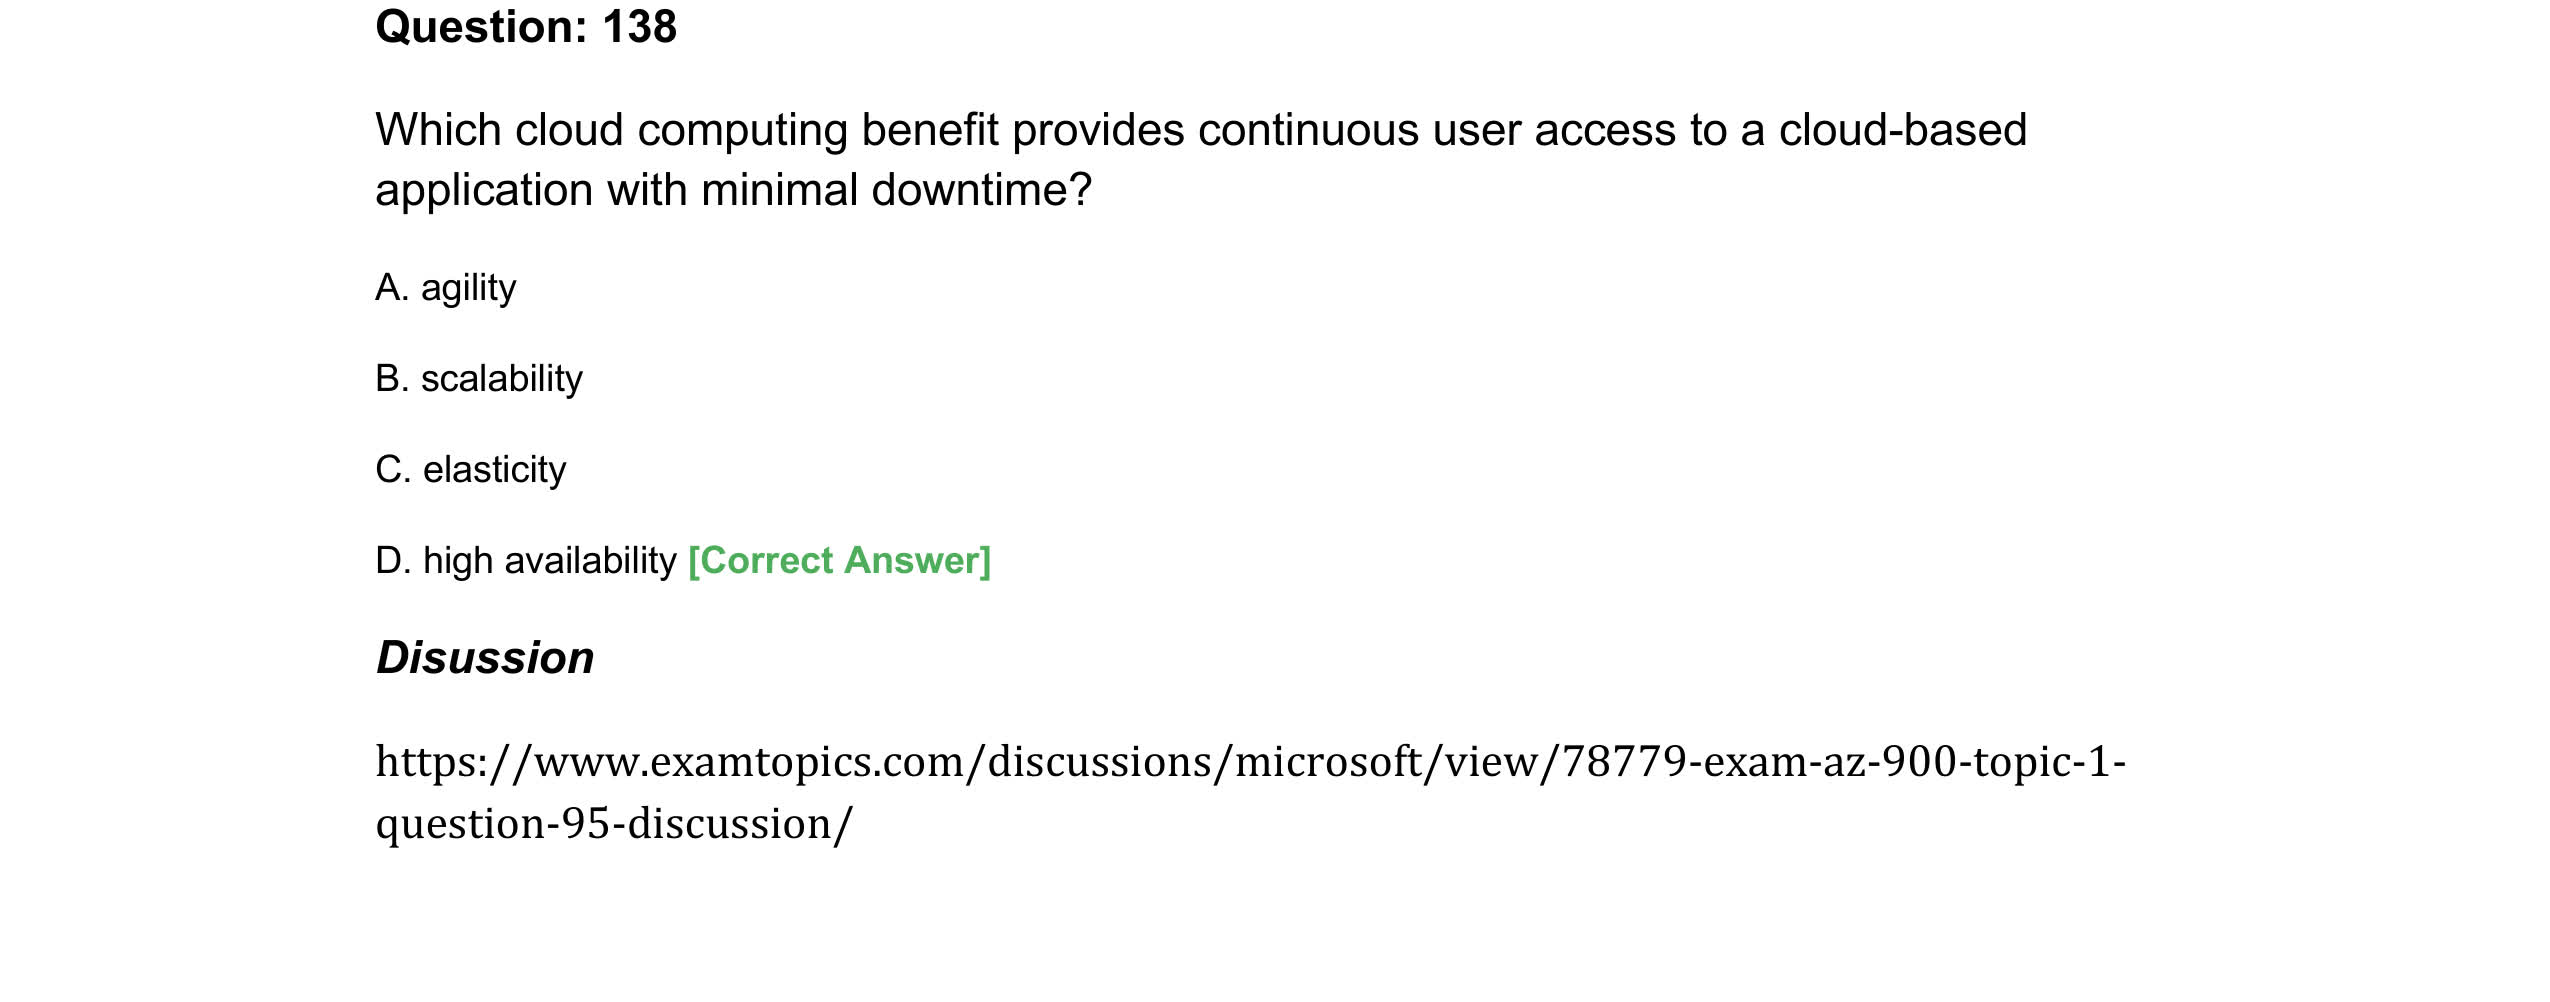 Question: 138
Which cloud computing benefit provides continuous user access to a cloud-based
application with minimal downtime?
A. agility
B. scalability
C. elasticity
D. high availability [Correct Answer]
Disussion
https://www.examtopics.com/discussions/microsoft/view/78779-exam-az-900-topic-1-
question-95-discussion/